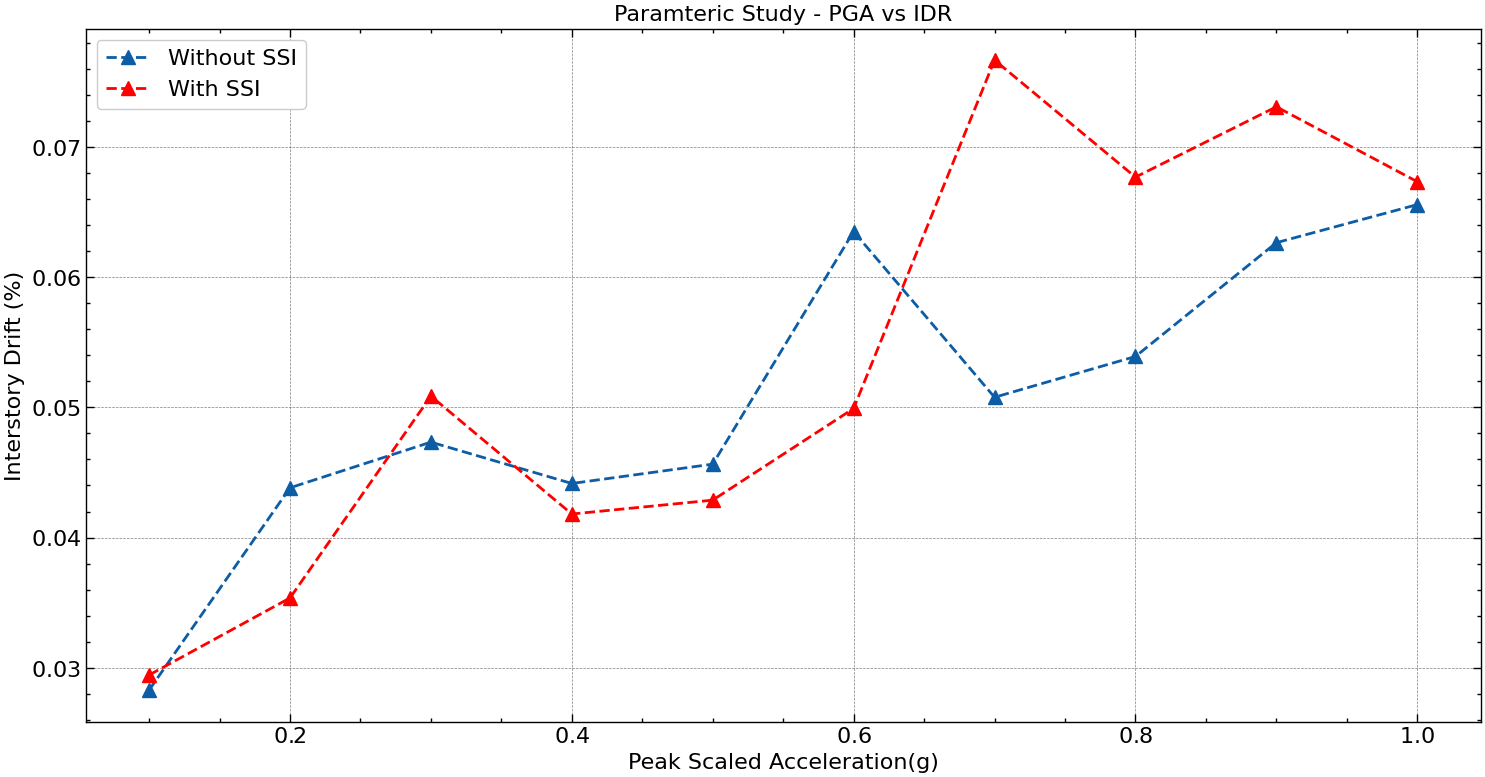 Paramteric Study - PGA vs IDR
Without SSI
With SSI
Interstory Drift (%)
0.07
0.06
0.05
0.04
0.03
0.2 0.4 0.6 0.8 1.0
Peak Scaled Acceleration(g)